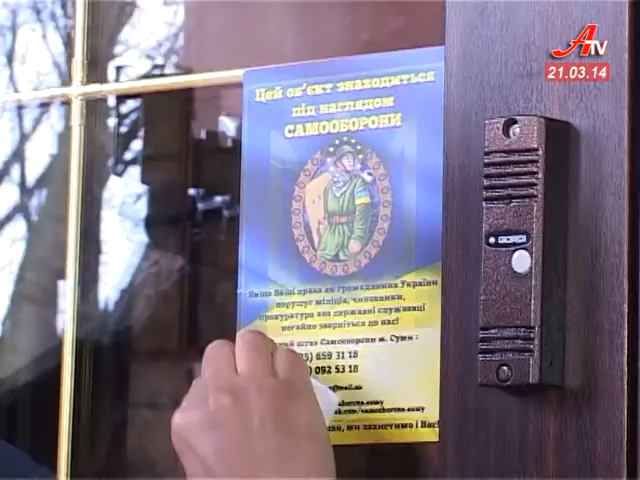 ATV
21.03.14
Цей об'єкт знаходиться
під наглядом
САМООБОРОНИ
Якщо Ваші права як громадянина України
порушує міліція, чиновники,
прокуратура або державні службовці
негайно зверніться до нас!
штаб Самооборони м. Суми :
659 31 18
092 53 18
@mail.ua
ми захистимо і Вас!